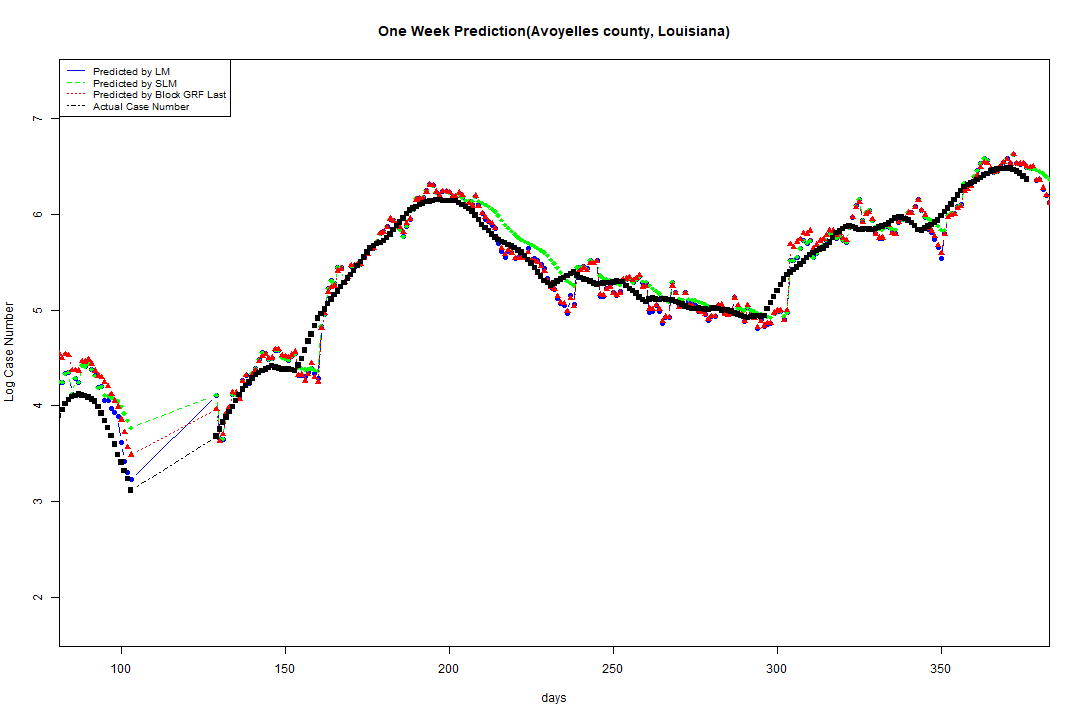 One Week Prediction(Avoyelles county, Louisiana)
Predicted by LM
Predicted by SLM
Predicted by Block GRF Last
Actual Case Number
Log Case Number
7
6
5
4
3
2
100 150 200 250 300 350
days